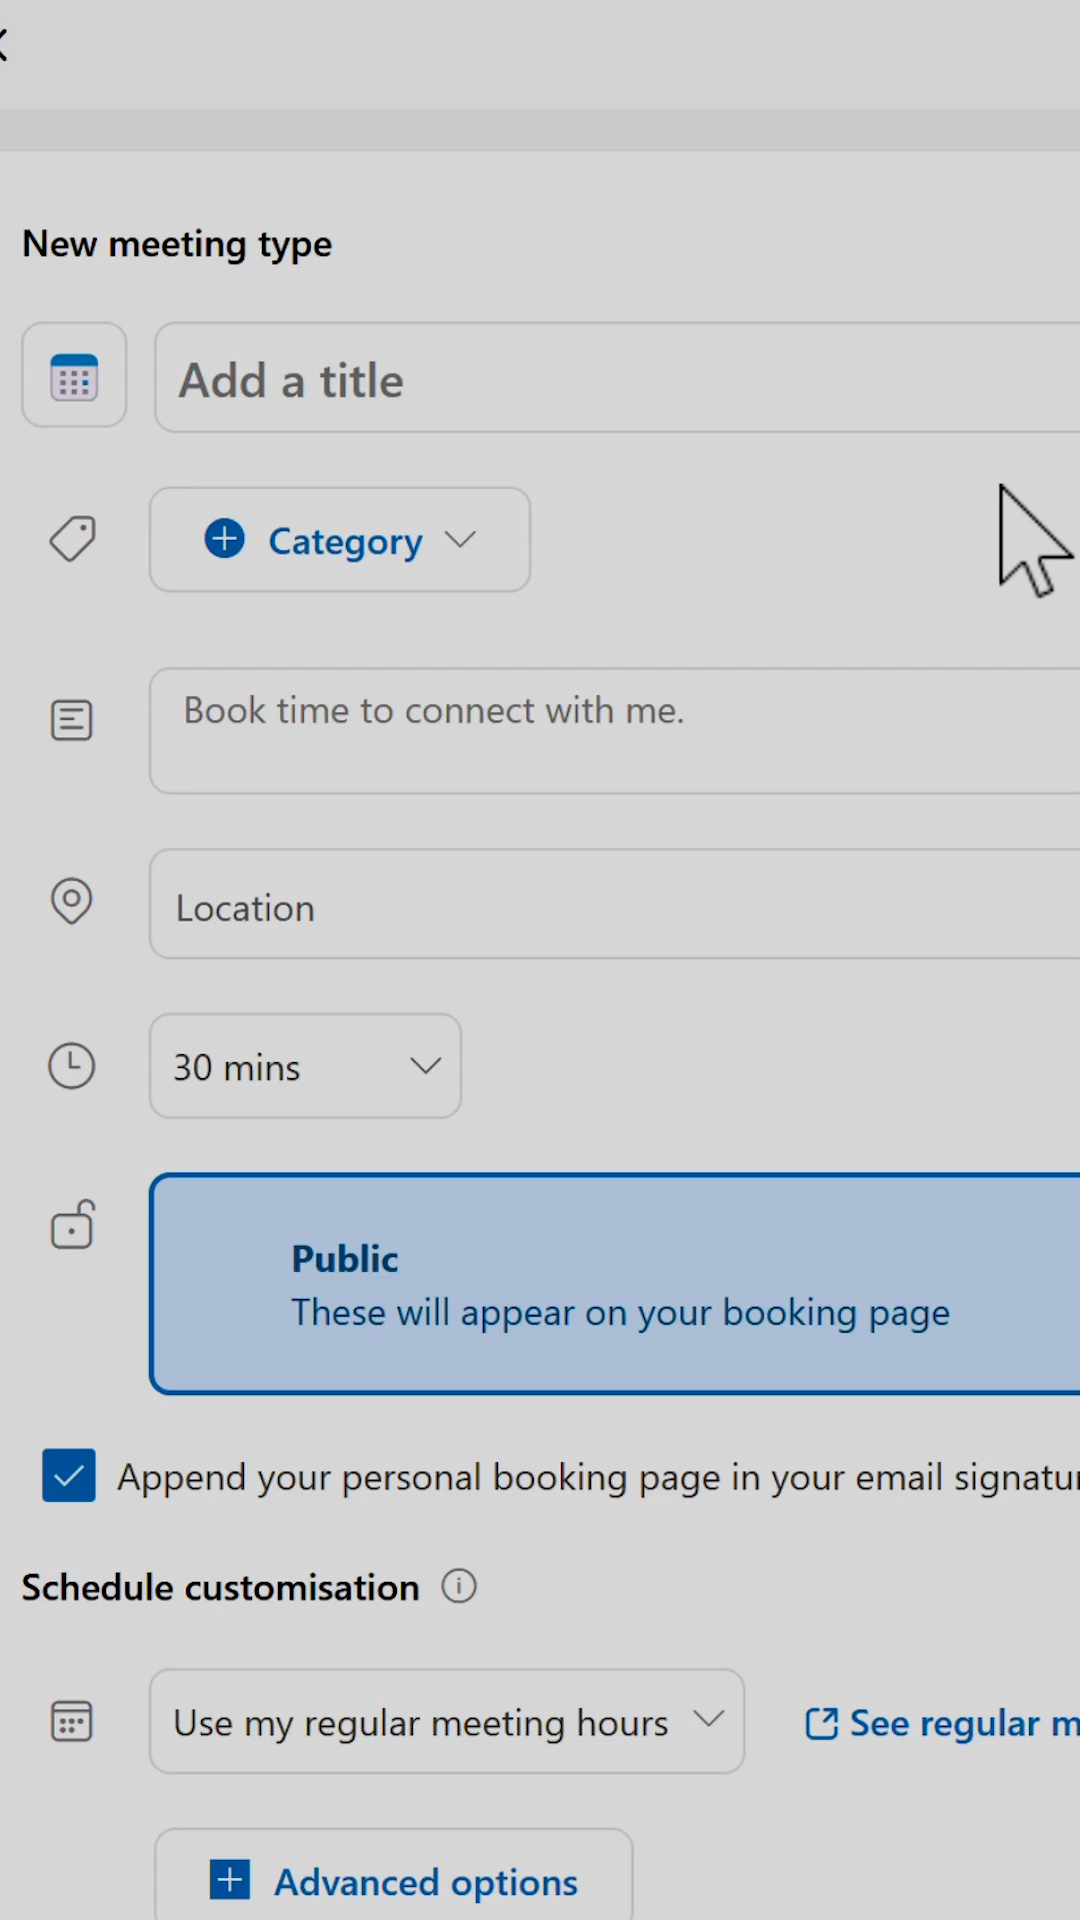 New meeting type
Add a title
Category
Book time to connect with me.
Location
30 mins
Public
These will appear on your booking page
Append your personal booking page in your email
Schedule customisation
Use my regular meeting hours
See regular
Advanced options